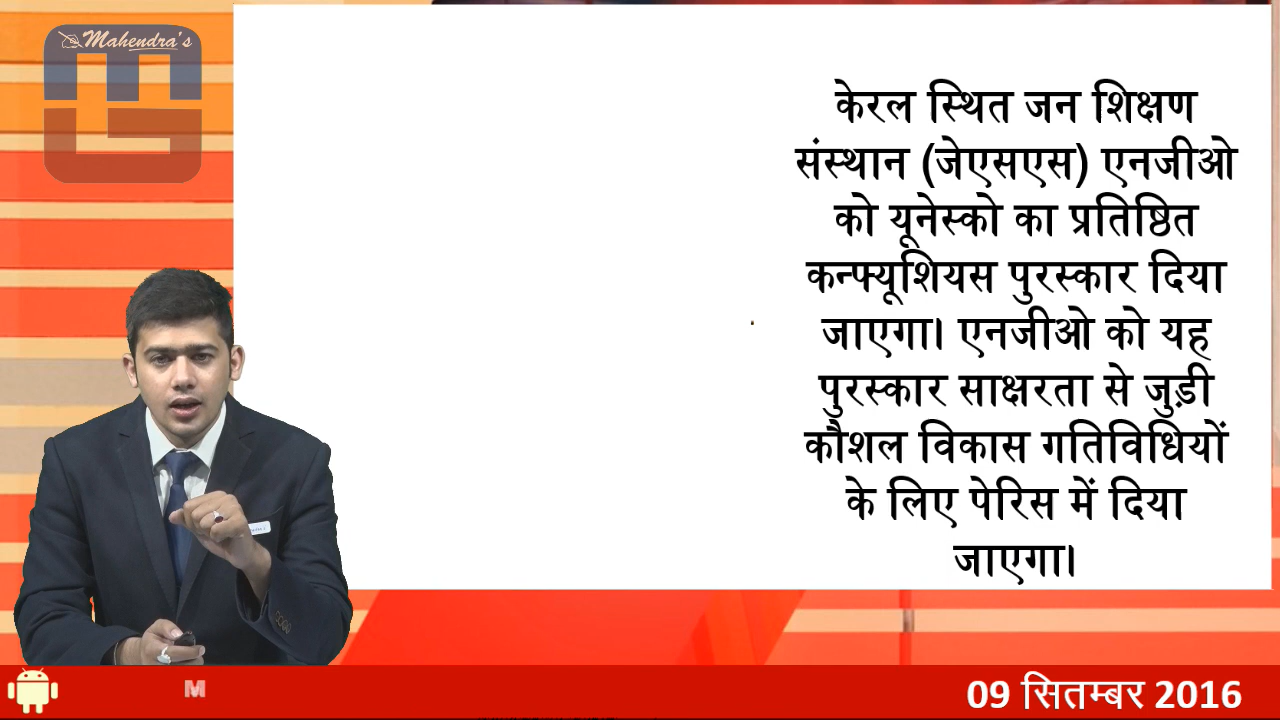 Mahendra's
केरल स्थित जन शिक्षण
संस्थान (जेएसएस) एनजीओ
को यूनेस्को का प्रतिष्ठित
कन्फ्यूशियस पुरस्कार दिया
जाएगा। एनजीओ को यह
पुरस्कार साक्षरता से जुड़ी
कौशल विकास गतिविधियों
के लिए पेरिस में दिया
जाएगा।
M
09 सितम्बर 2016